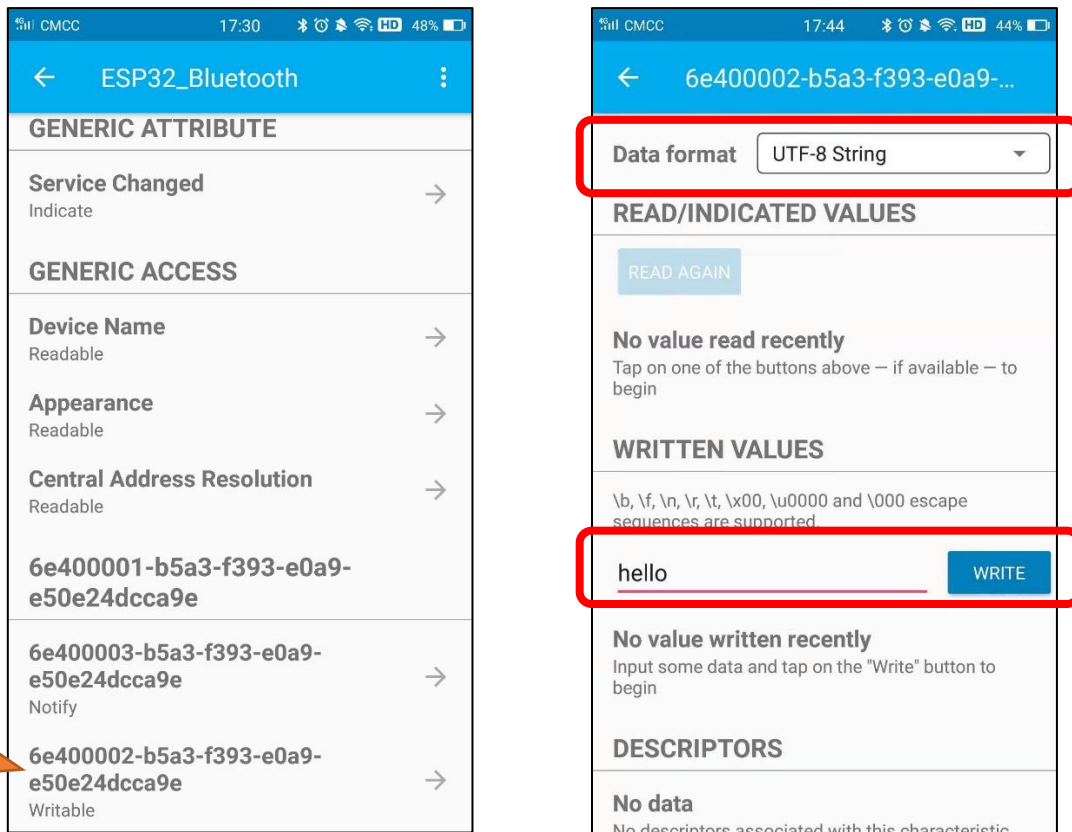 4G CMCC 17:30 HD 48%
ESP32_Bluetooth
GENERIC ATTRIBUTE
Service Changed
Indicate
GENERIC ACCESS
Device Name
Readable
Appearance
Readable
Central Address Resolution
Readable
6e400001-b5a3-f393-e0a9-
e50e24dcca9e
6e400003-b5a3-f393-e0a9-
e50e24dcca9e
Notify
6e400002-b5a3-f393-e0a9-
e50e24dcca9e
Writable
4G CMCC 17:44 HD 44%
6e400002-b5a3-f393-e0a9-...
Data format UTF-8 String
READ/INDICATED VALUES
READ AGAIN
No value read recently
Tap on one of the buttons above — if available — to
begin
WRITTEN VALUES
\b, \f, \n, \r, \t, \x00, \u0000 and \000 escape
sequences are supported.
hello WRITE
No value written recently
Input some data and tap on the "Write" button to
begin
DESCRIPTORS
No data
No descriptors associated with this characteristic